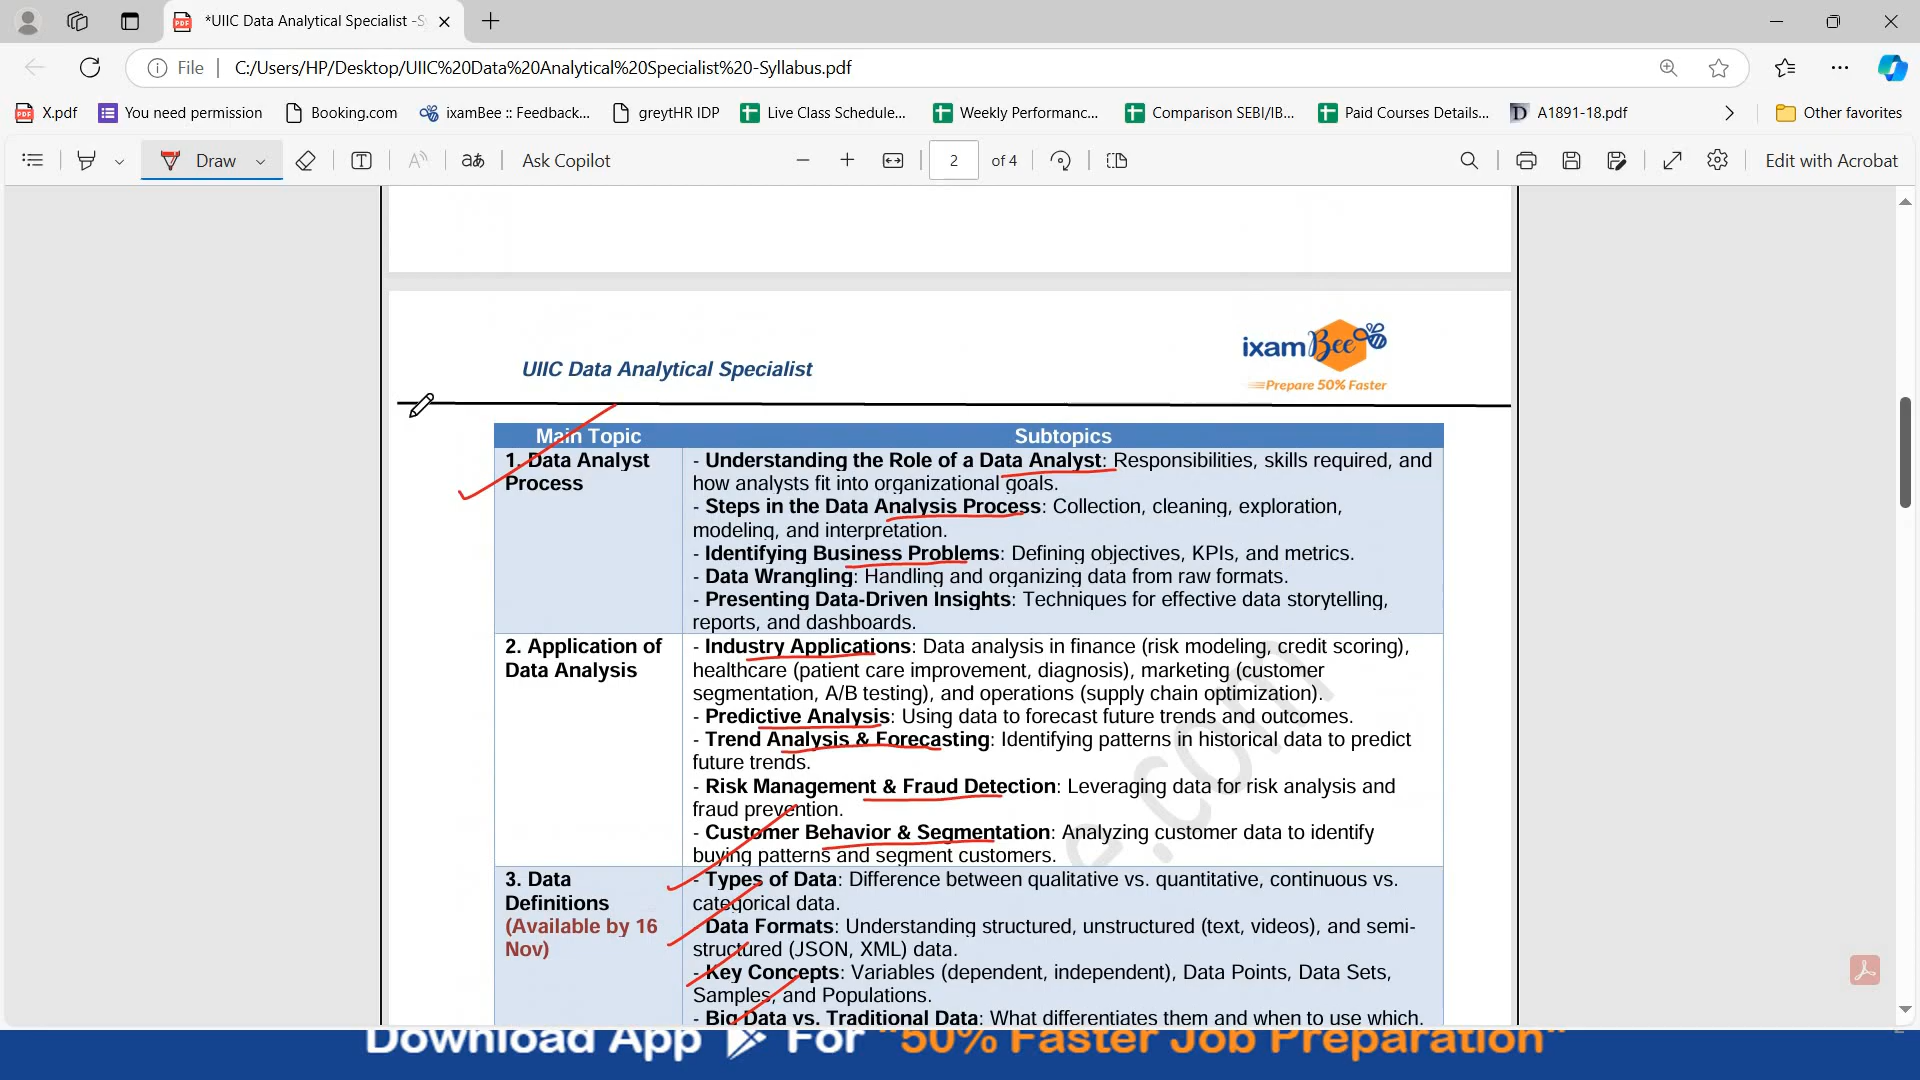 *UIIC Data Analytical Specialist -S
File
C:/Users/HP/Desktop/UIIC%20Data%20Analytical%20Specialist%20-Syllabus.pdf
X.pdf
You need permission
Booking.com
ixamBee :: Feedback...
greytHR IDP
Live Class Schedule...
Weekly Performanc...
Comparison SEBI/IB...
Paid Courses Details...
A1891-18.pdf
Other favorites
Draw
Ask Copilot
2 of 4
Edit with Acrobat
UIIC Data Analytical Specialist
ixamBee
Prepare 50% Faster
Main Topic Subtopics
1. Data Analyst
Process
- Understanding the Role of a Data Analyst: Responsibilities, skills required, and
how analysts fit into organizational goals.
- Steps in the Data Analysis Process: Collection, cleaning, exploration,
modeling, and interpretation.
- Identifying Business Problems: Defining objectives, KPIs, and metrics.
- Data Wrangling: Handling and organizing data from raw formats.
- Presenting Data-Driven Insights: Techniques for effective data storytelling,
reports, and dashboards.
2. Application of
Data Analysis
- Industry Applications: Data analysis in finance (risk modeling, credit scoring),
healthcare (patient care improvement, diagnosis), marketing (customer
segmentation, A/B testing), and operations (supply chain optimization).
- Predictive Analysis: Using data to forecast future trends and outcomes.
- Trend Analysis & Forecasting: Identifying patterns in historical data to predict
future trends.
- Risk Management & Fraud Detection: Leveraging data for risk analysis and
fraud prevention.
- Customer Behavior & Segmentation: Analyzing customer data to identify
buying patterns and segment customers.
3. Data
Definitions
(Available by 16
Nov)
- Types of Data: Difference between qualitative vs. quantitative, continuous vs.
categorical data.
- Data Formats: Understanding structured, unstructured (text, videos), and semi-
structured (JSON, XML) data.
- Key Concepts: Variables (dependent, independent), Data Points, Data Sets,
Samples, and Populations.
- Big Data vs. Traditional Data: What differentiates them and when to use which.
e.com
Download App For "50% Faster Job Preparation"